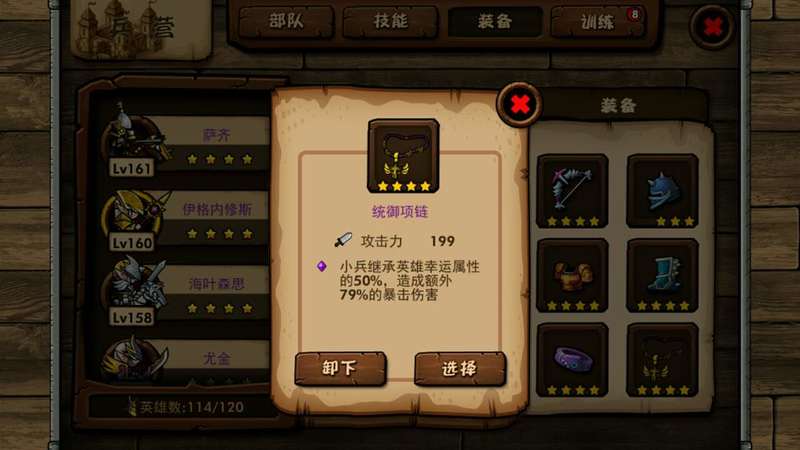 兵营
部队
技能
装备
训练
8
萨齐
Lv161
伊格内修斯
Lv160
海叶森思
Lv158
尤金
英雄数:114/120
统御项链
攻击力 199
小兵继承英雄幸运属性
的50%，造成额外
79%的暴击伤害
卸下
选择
装备